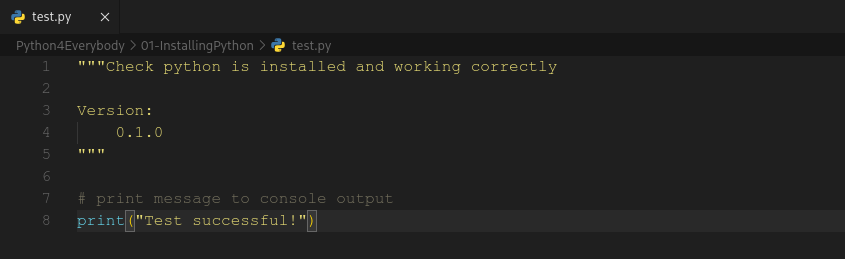 test.py
Python4Everybody > 01-InstallingPython > test.py
1 """Check python is installed and working correctly
2
3 Version:
4     0.1.0
5 """
6
7 # print message to console output
8 print("Test successful!")